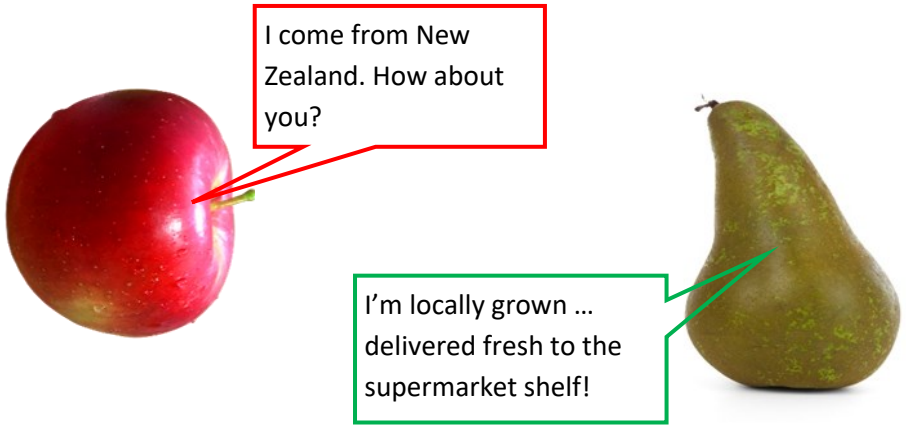 I come from New
Zealand. How about
you?
I’m locally grown …
delivered fresh to the
supermarket shelf!